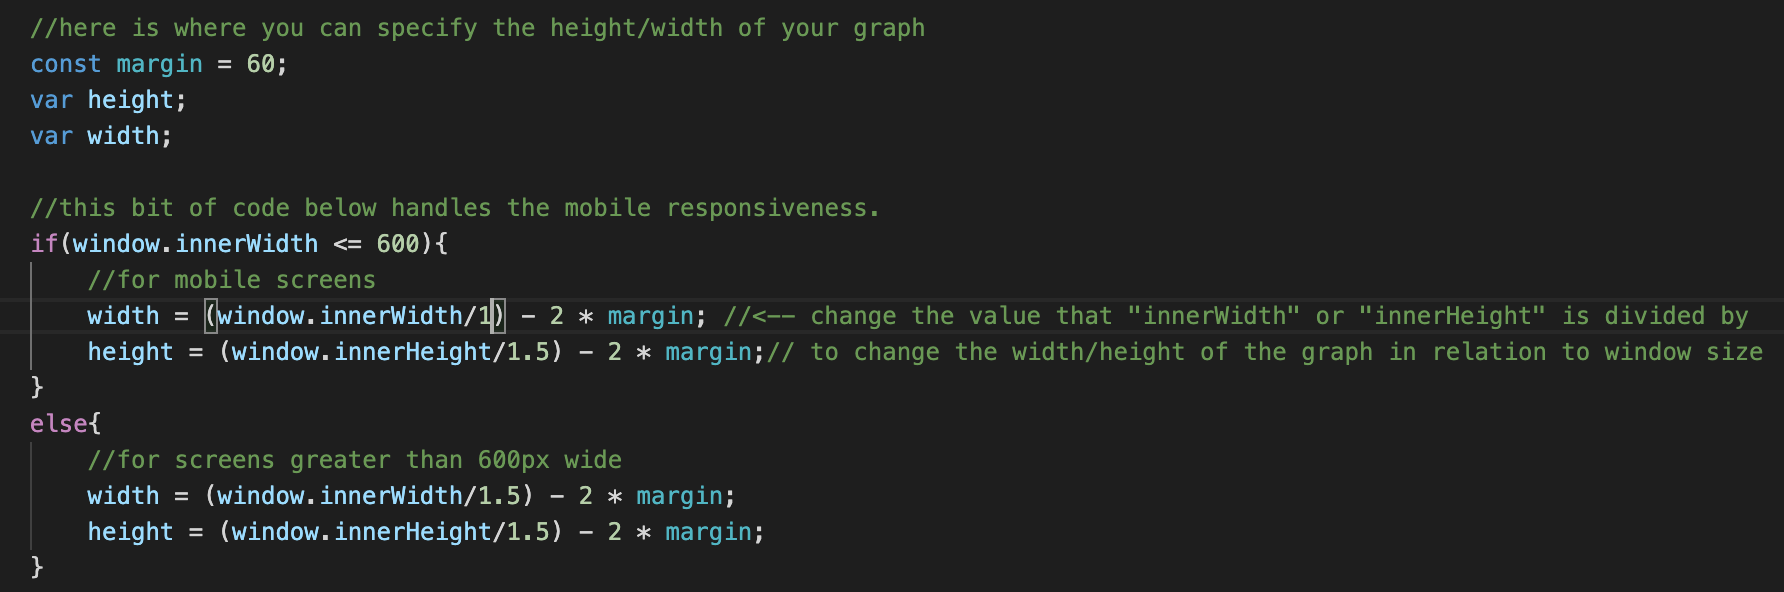 //here is where you can specify the height/width of your graph
const margin = 60;
var height;
var width;

//this bit of code below handles the mobile responsiveness.
if(window.innerWidth <= 600){
    //for mobile screens
    width = (window.innerWidth/1) - 2 * margin; //<-- change the value that "innerWidth" or "innerHeight" is divided by
    height = (window.innerHeight/1.5) - 2 * margin;// to change the width/height of the graph in relation to window size
}
else{
    //for screens greater than 600px wide
    width = (window.innerWidth/1.5) - 2 * margin;
    height = (window.innerHeight/1.5) - 2 * margin;
}